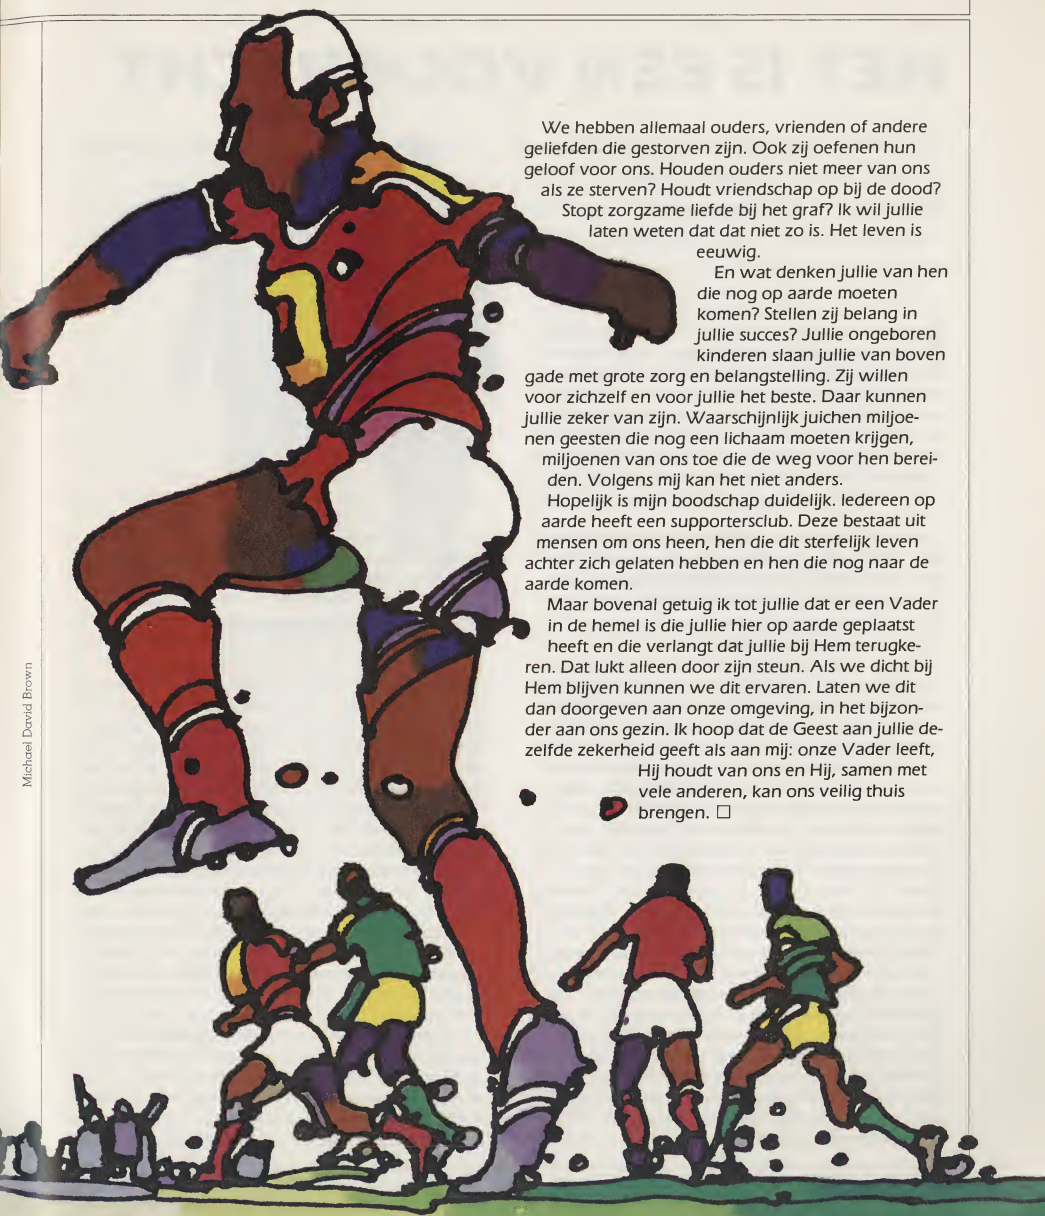 We hebben allemaal ouders, vrienden of andere
geliefden die gestorven zijn. Ook zij oefenen hun
geloof voor ons. Houden ouders niet meer van ons
als ze sterven? Houdt vriendschap op bij de dood?
Stopt zorgzame liefde bij het graf? Ik wil jullie
laten weten dat dat niet zo is. Het leven is
eeuwig.
En wat denken jullie van hen
die nog op aarde moeten
komen? Stellen zij belang in
jullie succes? Jullie ongeboren
kinderen slaan jullie van boven
gade met grote zorg en belangstelling. Zij willen
voor zichzelf en voor jullie het beste. Daar kunnen
jullie zeker van zijn. Waarschijnlijk juichen miljoe-
nen geesten die nog een lichaam moeten krijgen,
miljoenen van ons toe die de weg voor hen berei-
den. Volgens mij kan het niet anders.
Hopelijk is mijn boodschap duidelijk. Iedereen op
aarde heeft een supportersclub. Deze bestaat uit
mensen om ons heen, hen die dit sterfelijk leven
achter zich gelaten hebben en hen die nog naar de
aarde komen.
Maar bovenal getuig ik tot jullie dat er een Vader
in de hemel is die jullie hier op aarde geplaatst
heeft en die verlangt dat jullie bij Hem terugke-
ren. Dat lukt alleen door zijn steun. Als we dicht bij
Hem blijven kunnen we dit ervaren. Laten we dit
dan doorgeven aan onze omgeving, in het bijzon-
der aan ons gezin. Ik hoop dat de Geest aan jullie de-
zelfde zekerheid geeft als aan mij: onze Vader leeft,
Hij houdt van ons en Hij, samen met
vele anderen, kan ons veilig thuis
brengen. □
Michael David Brown